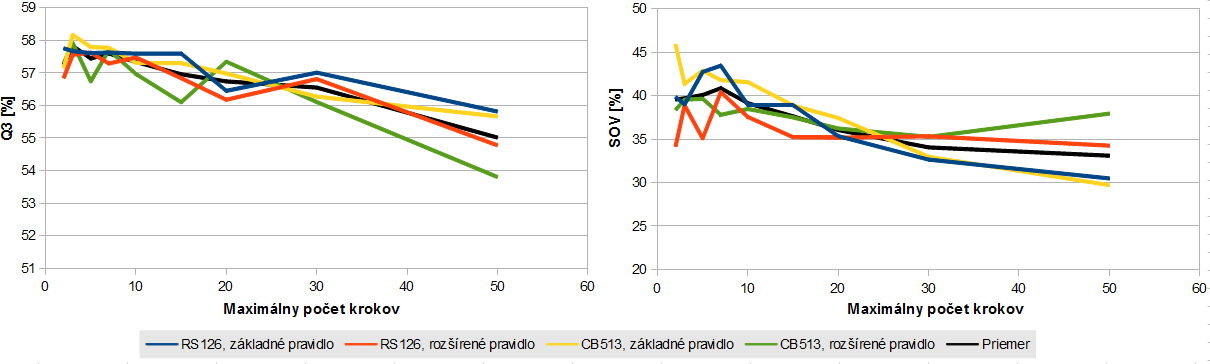 59
58
57
56
55
54
53
52
51
Q3 [%]
0 10 20 30 40 50 60
Maximálny počet krokov
50
45
40
35
30
25
20
SOV [%]
0 10 20 30 40 50 60
Maximálny počet krokov
RS126, základné pravidlo RS126, rozšírené pravidlo CB513, základné pravidlo CB513, rozšírené pravidlo Priemer